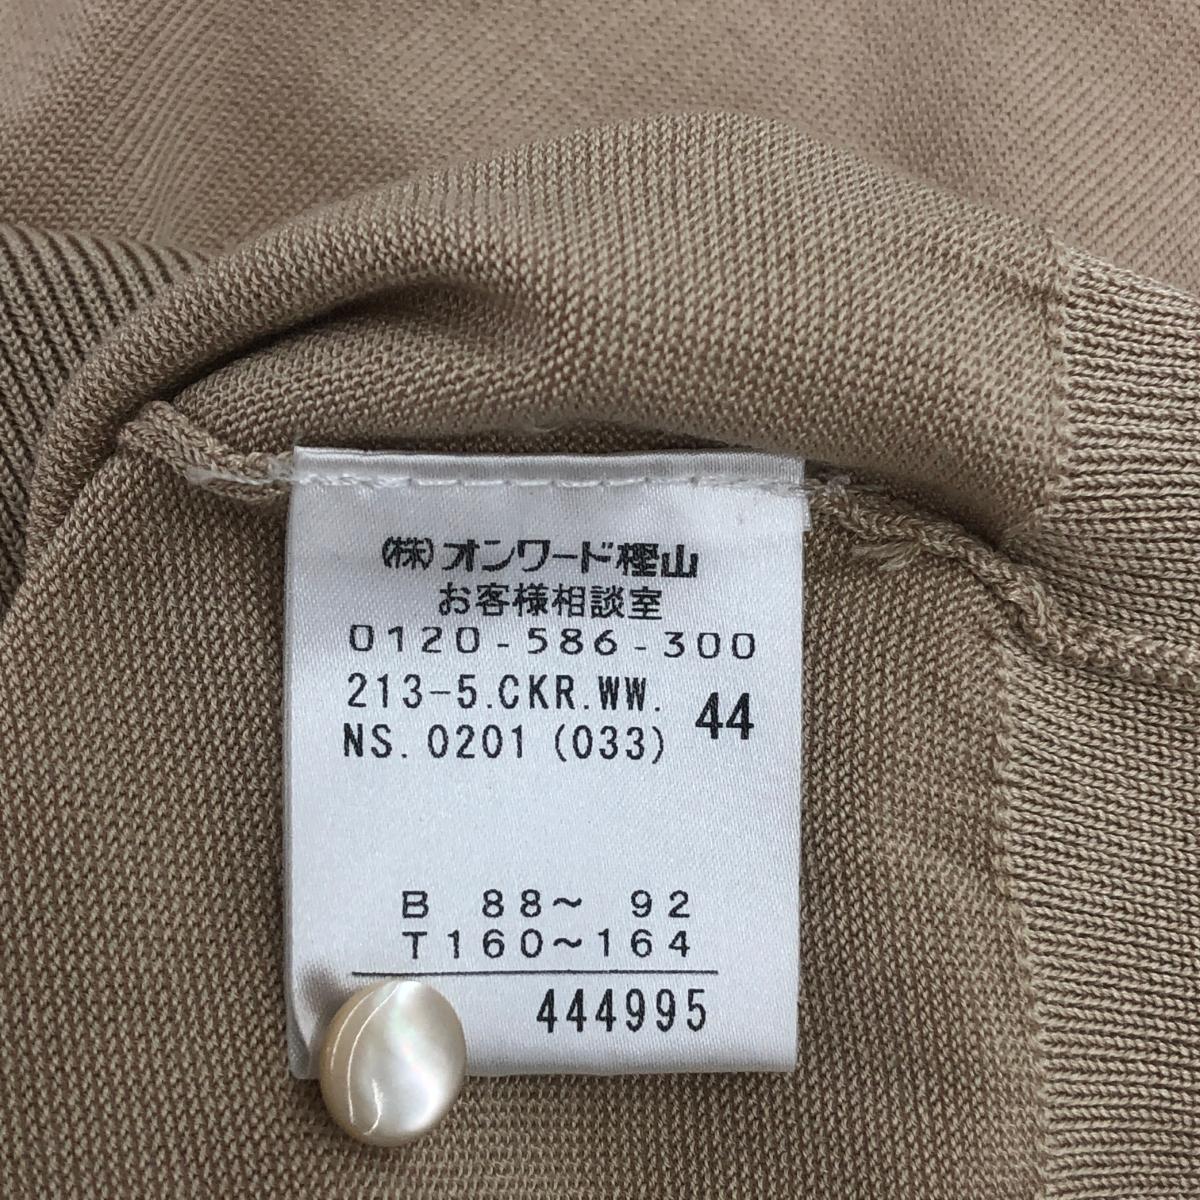 (株)オンワード樫山
お客様相談室
0120-586-300
213-5.CKR.WW. 44
NS. 0201 (033)
B 88～ 92
T160～164
444995